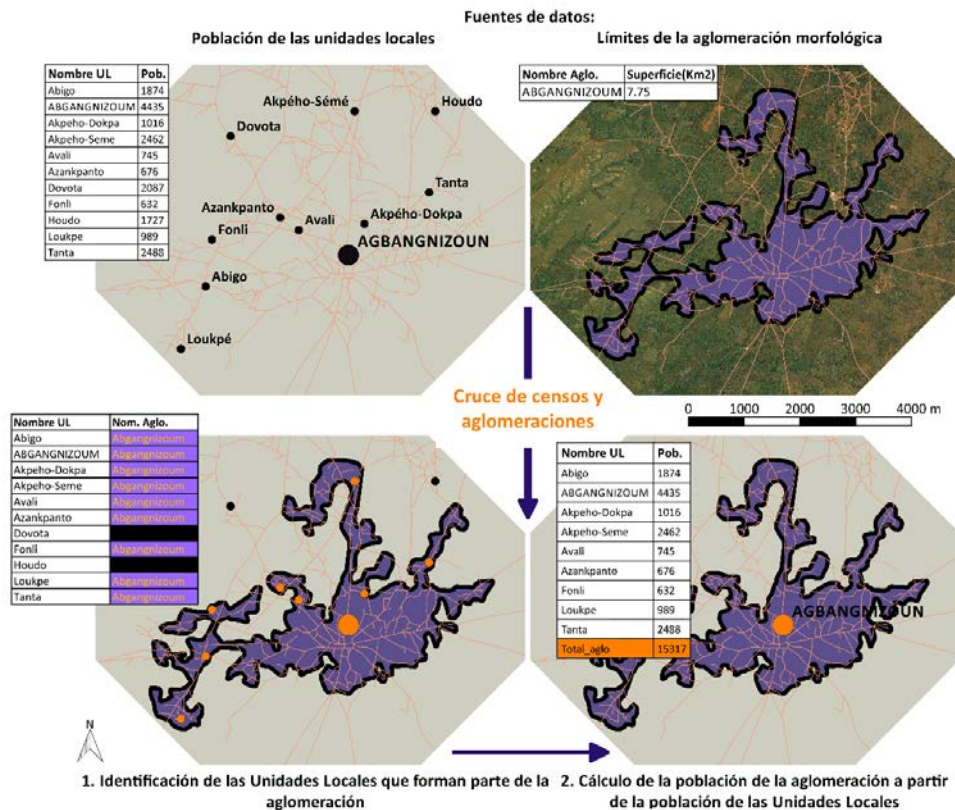 Fuentes de datos:
Población de las unidades locales
Límites de la aglomeración morfológica
Nombre UL Pob.
Abigo 1874
ABGANGNIZOUM 4435
Akpeho-Dokpa 1016
Akpeho-Seme 2462
Avali 745
Azankpanto 676
Dovota 2087
Fonli 632
Houdo 1727
Loukpe 989
Tanta 2488
Akpého-Sémé
Houdo
Dovota
Tanta
Azankpanto
Avali
Akpého-Dokpa
Fonli
AGBANGNIZOUN
Abigo
Loukpé
Nombre Aglo. Superficie(Km2)
ABGANGNIZOUM 7.75
Cruce de censos y
aglomeraciones
0 1000 2000 3000 4000 m
Nombre UL Nom. Aglo.
Abigo Abgangnizoum
ABGANGNIZOUM Abgangnizoum
Akpeho-Dokpa Abgangnizoum
Akpeho-Seme Abgangnizoum
Avali Abgangnizoum
Azankpanto Abgangnizoum
Dovota
Fonli Abgangnizoum
Houdo
Loukpe Abgangnizoum
Tanta Abgangnizoum
N
Nombre UL Pob.
Abigo 1874
ABGANGNIZOUM 4435
Akpeho-Dokpa 1016
Akpeho-Seme 2462
Avali 745
Azankpanto 676
Fonli 632
Loukpe 989
Tanta 2488
Total_aglo 15317
AGBANGNIZOUN
1. Identificación de las Unidades Locales que forman parte de la
aglomeración
2. Cálculo de la población de la aglomeración a partir
de la población de las Unidades Locales